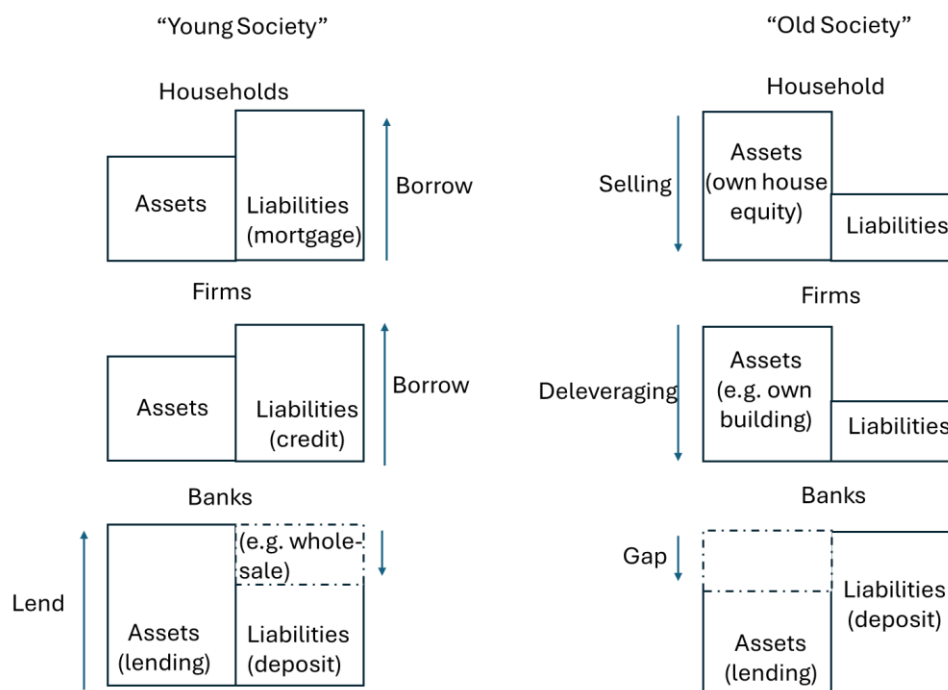 “Young Society”
Households
Assets
Liabilities
(mortgage)
Borrow
Firms
Assets
Liabilities
(credit)
Borrow
Banks
Lend
Assets
(lending)
(e.g. whole-
sale)
Liabilities
(deposit)
“Old Society”
Household
Selling
Assets
(own house
equity)
Liabilities
Firms
Deleveraging
Assets
(e.g. own
building)
Liabilities
Banks
Gap
Assets
(lending)
Liabilities
(deposit)